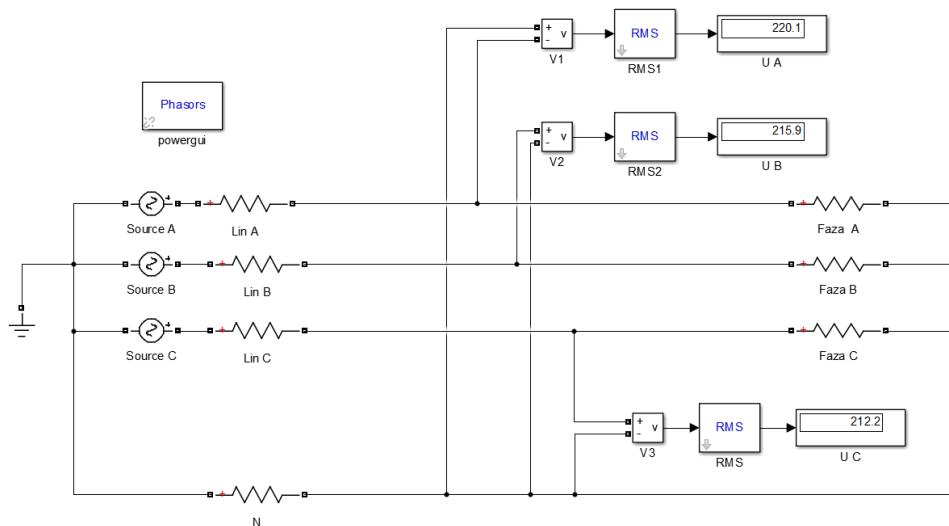 +
-
v
V1
RMS
RMS1
220.1
U A
Phasors
powergui
+
-
v
V2
RMS
RMS2
215.9
U B
Source A
Lin A
Faza A
Source B
Lin B
Faza B
Source C
Lin C
Faza C
+
-
v
V3
RMS
RMS
212.2
U C
N